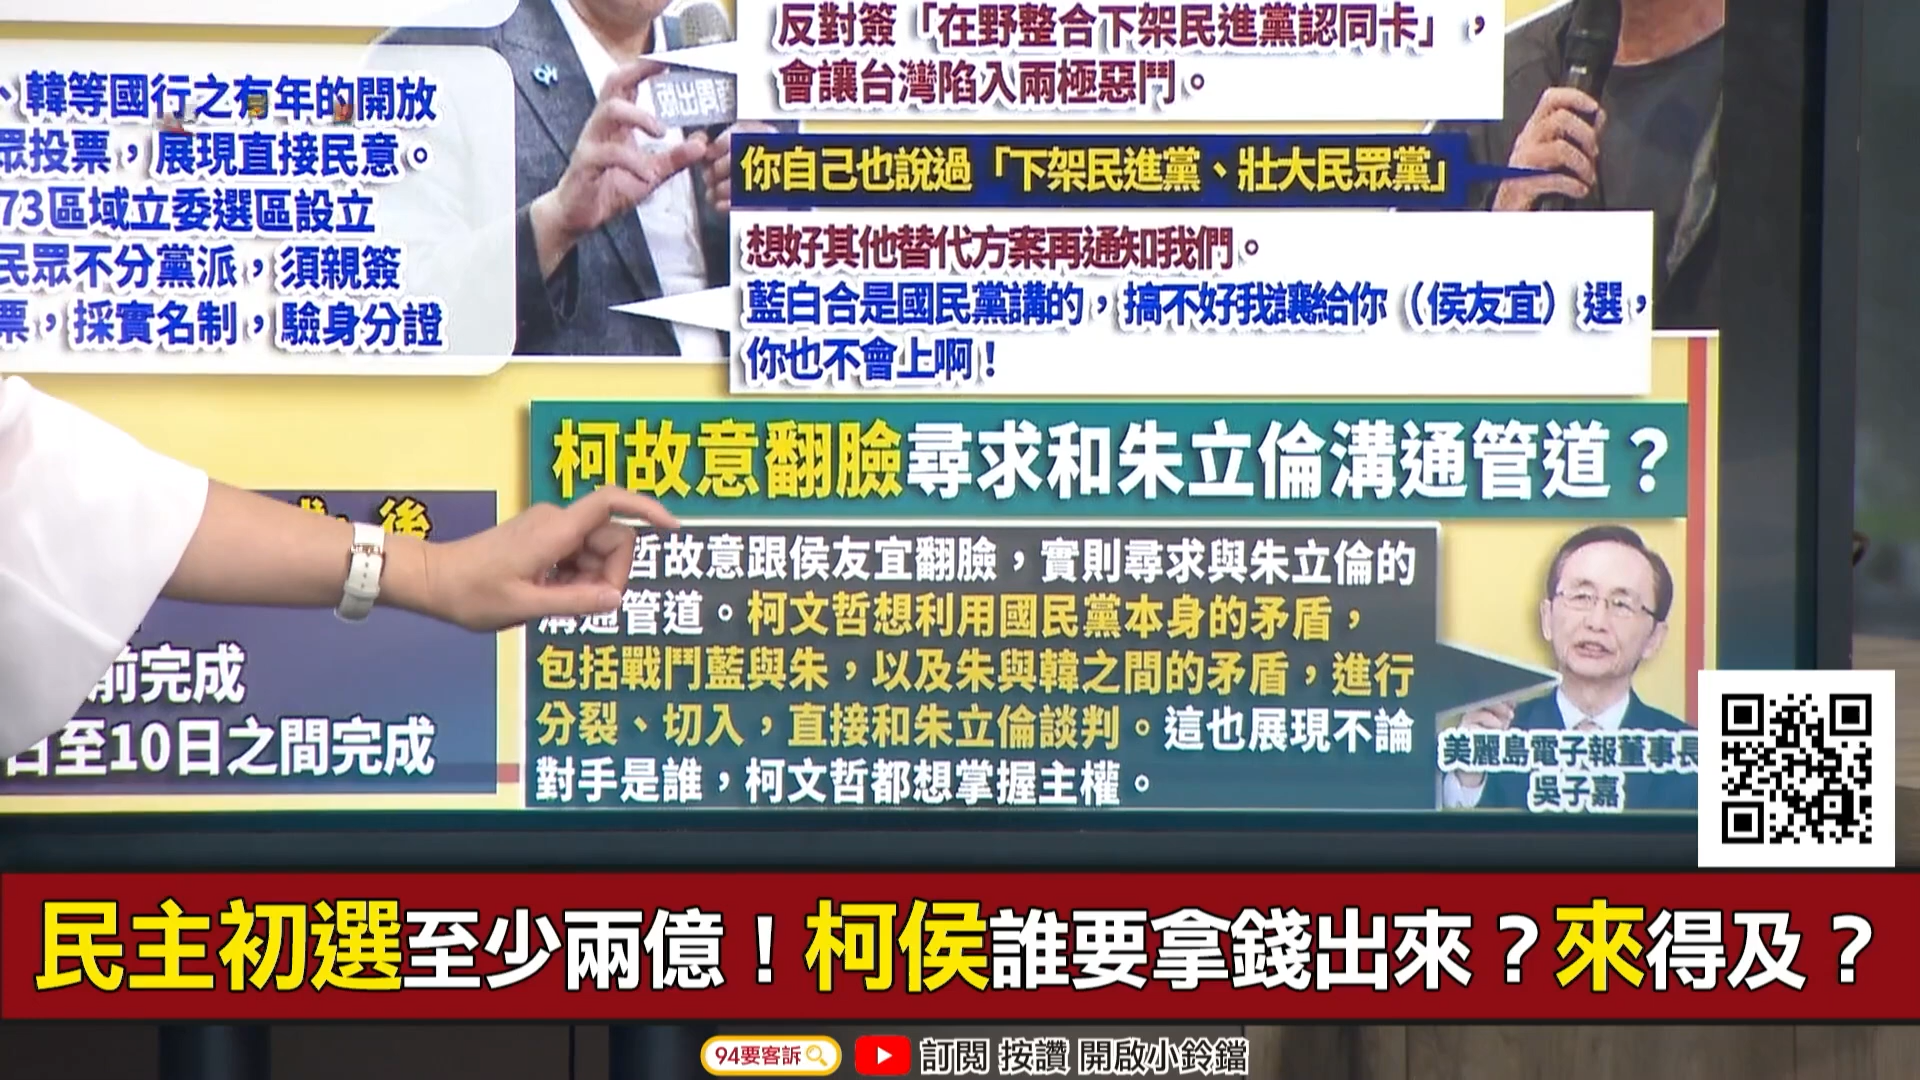 、韓等國行之有年的開放
眾投票，展現直接民意。
73區域立委選區設立
民眾不分黨派，須親簽
票，採實名制，驗身分證
反對簽「在野整合下架民進黨認同卡」，
會讓台灣陷入兩極惡鬥。
你自己也說過「下架民進黨、壯大民眾黨」
想好其他替代方案再通知我們。
藍白合是國民黨講的，搞不好我讓給你（侯友宜）選，
你也不會上啊！
後
前完成
日至10日之間完成
柯故意翻臉尋求和朱立倫溝通管道？
哲故意跟侯友宜翻臉，實則尋求與朱立倫的
溝通管道。柯文哲想利用國民黨本身的矛盾，
包括戰鬥藍與朱，以及朱與韓之間的矛盾，進行
分裂、切入，直接和朱立倫談判。這也展現不論
對手是誰，柯文哲都想掌握主權。
美麗島電子報董事長
吳子嘉
民主初選至少兩億！柯侯誰要拿錢出來？來得及？
94要客訴
訂閱 按讚 開啟小鈴鐺